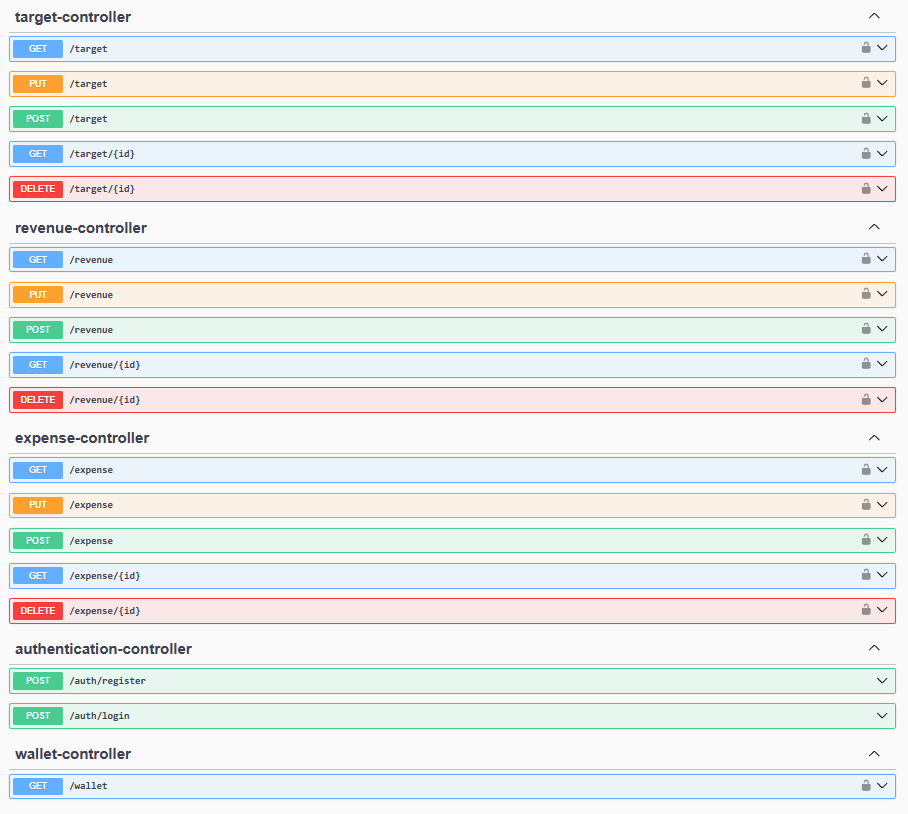 target-controller
GET /target
PUT /target
POST /target
GET /target/{id}
DELETE /target/{id}
revenue-controller
GET /revenue
PUT /revenue
POST /revenue
GET /revenue/{id}
DELETE /revenue/{id}
expense-controller
GET /expense
PUT /expense
POST /expense
GET /expense/{id}
DELETE /expense/{id}
authentication-controller
POST /auth/register
POST /auth/login
wallet-controller
GET /wallet